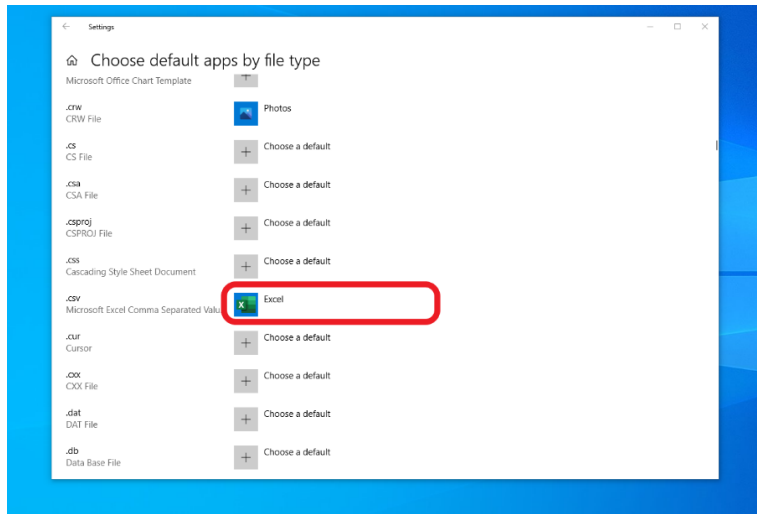 Settings
Choose default apps by file type
Microsoft Office Chart Template
.crw
CRW File
Photos
.cs
CS File
Choose a default
.csa
CSA File
Choose a default
.csproj
CSPROJ File
Choose a default
.css
Cascading Style Sheet Document
Choose a default
.csv
Microsoft Excel Comma Separated Valu
Excel
.cur
Cursor
Choose a default
.cxx
CXX File
Choose a default
.dat
DAT File
Choose a default
.db
Data Base File
Choose a default